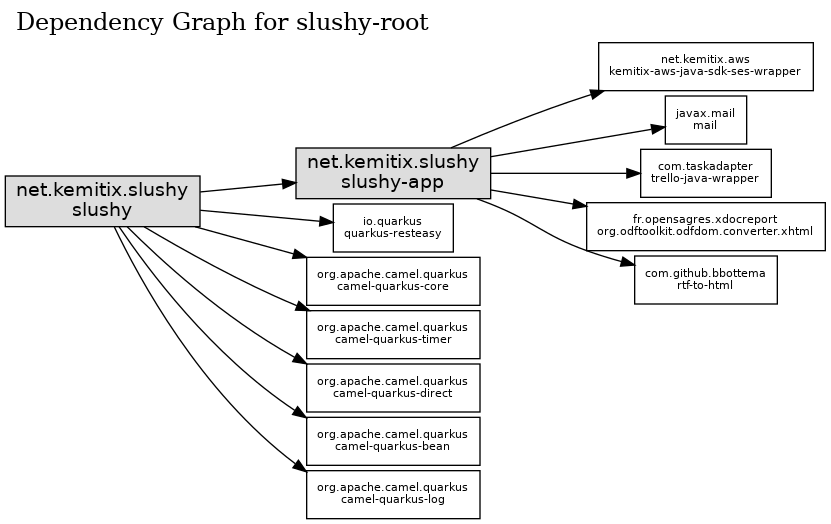 Dependency Graph for slushy-root
net.kemitix.slushy
slushy
net.kemitix.slushy
slushy-app
io.quarkus
quarkus-resteasy
org.apache.camel.quarkus
camel-quarkus-core
org.apache.camel.quarkus
camel-quarkus-timer
org.apache.camel.quarkus
camel-quarkus-direct
org.apache.camel.quarkus
camel-quarkus-bean
org.apache.camel.quarkus
camel-quarkus-log
net.kemitix.aws
kemitix-aws-java-sdk-ses-wrapper
javax.mail
mail
com.taskadapter
trello-java-wrapper
fr.opensagres.xdocreport
org.odftoolkit.odfdom.converter.xhtml
com.github.bbottema
rtf-to-html